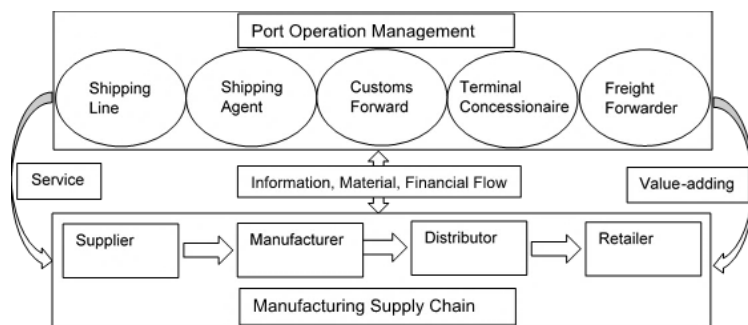 Port Operation Management
Shipping
Line
Shipping
Agent
Customs
Forward
Terminal
Concessionaire
Freight
Forwarder
Service
Information, Material, Financial Flow
Value-adding
Supplier
Manufacturer
Distributor
Retailer
Manufacturing Supply Chain